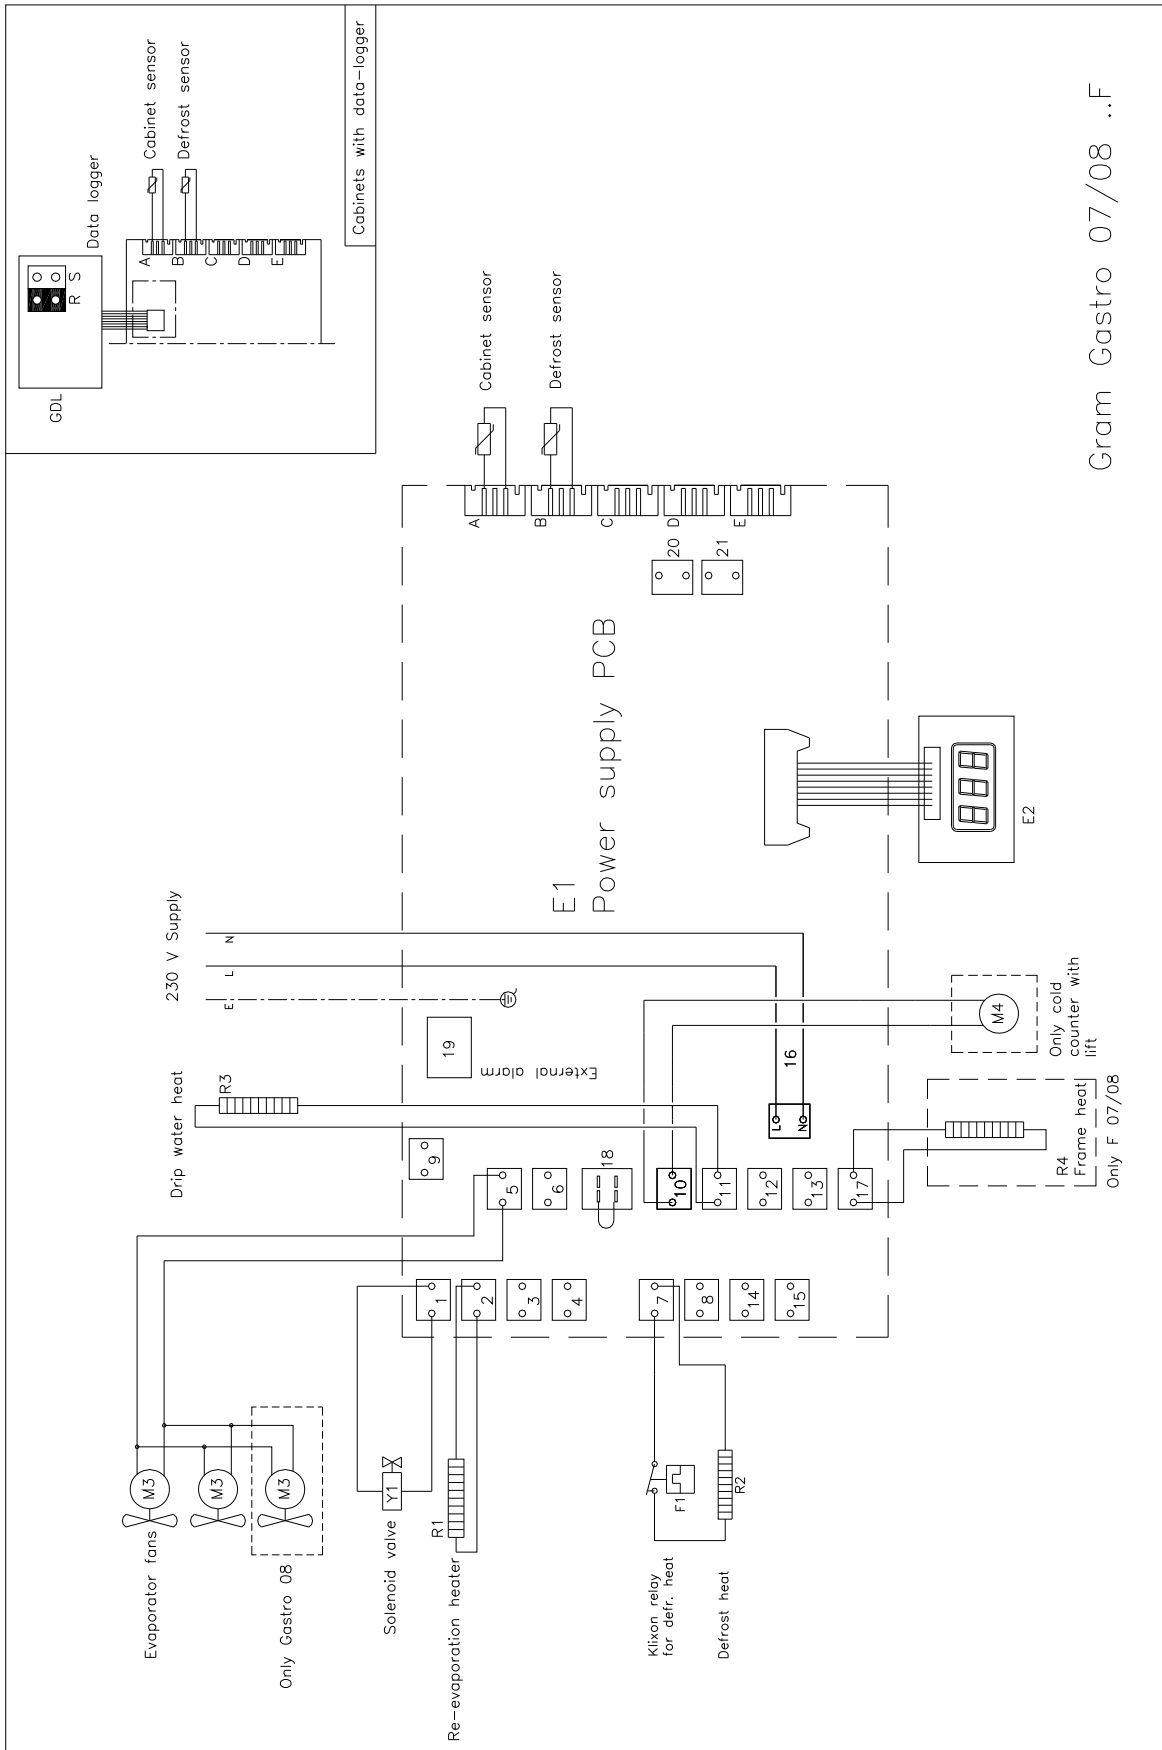 Cabinets with data-logger
Data logger
GDL
R S
Cabinet sensor
Defrost sensor
A
B
C
D
E
Evaporator fans
M3
M3
M3
Only Gastro 08
Drip water heat
R3
230 V Supply
E
L
N
Solenoid valve
Y1
Re-evaporation heater
R1
Klixon relay
for defr. heat
F1
Defrost heat
R2
1
2
3
4
7
8
14
15
9
5
6
18
10
11
12
13
17
19
External alarm
L
N
16
E1
Power supply PCB
20
21
A
B
C
D
E
Cabinet sensor
Defrost sensor
E2
M4
Only cold
counter with
lift
R4
Frame heat
Only F 07/08
Gram Gastro 07/08 ..F